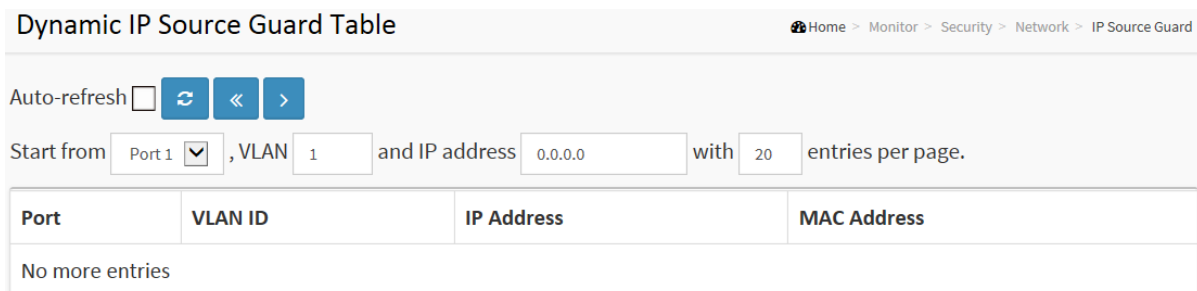 Dynamic IP Source Guard Table
Home > Monitor > Security > Network > IP Source Guard
Auto-refresh
Start from Port 1 , VLAN 1 and IP address 0.0.0.0 with 20 entries per page.
Port VLAN ID IP Address MAC Address
No more entries